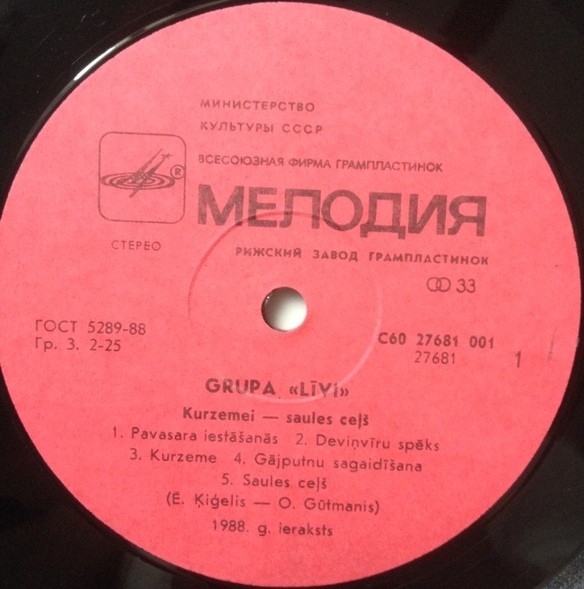 МИНИСТЕРСТВО
КУЛЬТУРЫ СССР
ВСЕСОЮЗНАЯ ФИРМА ГРАМПЛАСТИНОК
®
МЕЛОДИЯ
СТЕРЕО
РИЖСКИЙ ЗАВОД ГРАМПЛАСТИНОК
33
ГОСТ 5289-88
Гр. 3. 2-25
С60 27681 001
27681
1
GRUPA «LĪVI»
Kurzemei — saules ceļš
1. Pavasara iestāšanās 2. Deviņvīru spēks
3. Kurzeme 4. Gājputnu sagaidīšana
5. Saules ceļš
(Ē. Ķiģelis — O. Gūtmanis)
1988. g. ieraksts